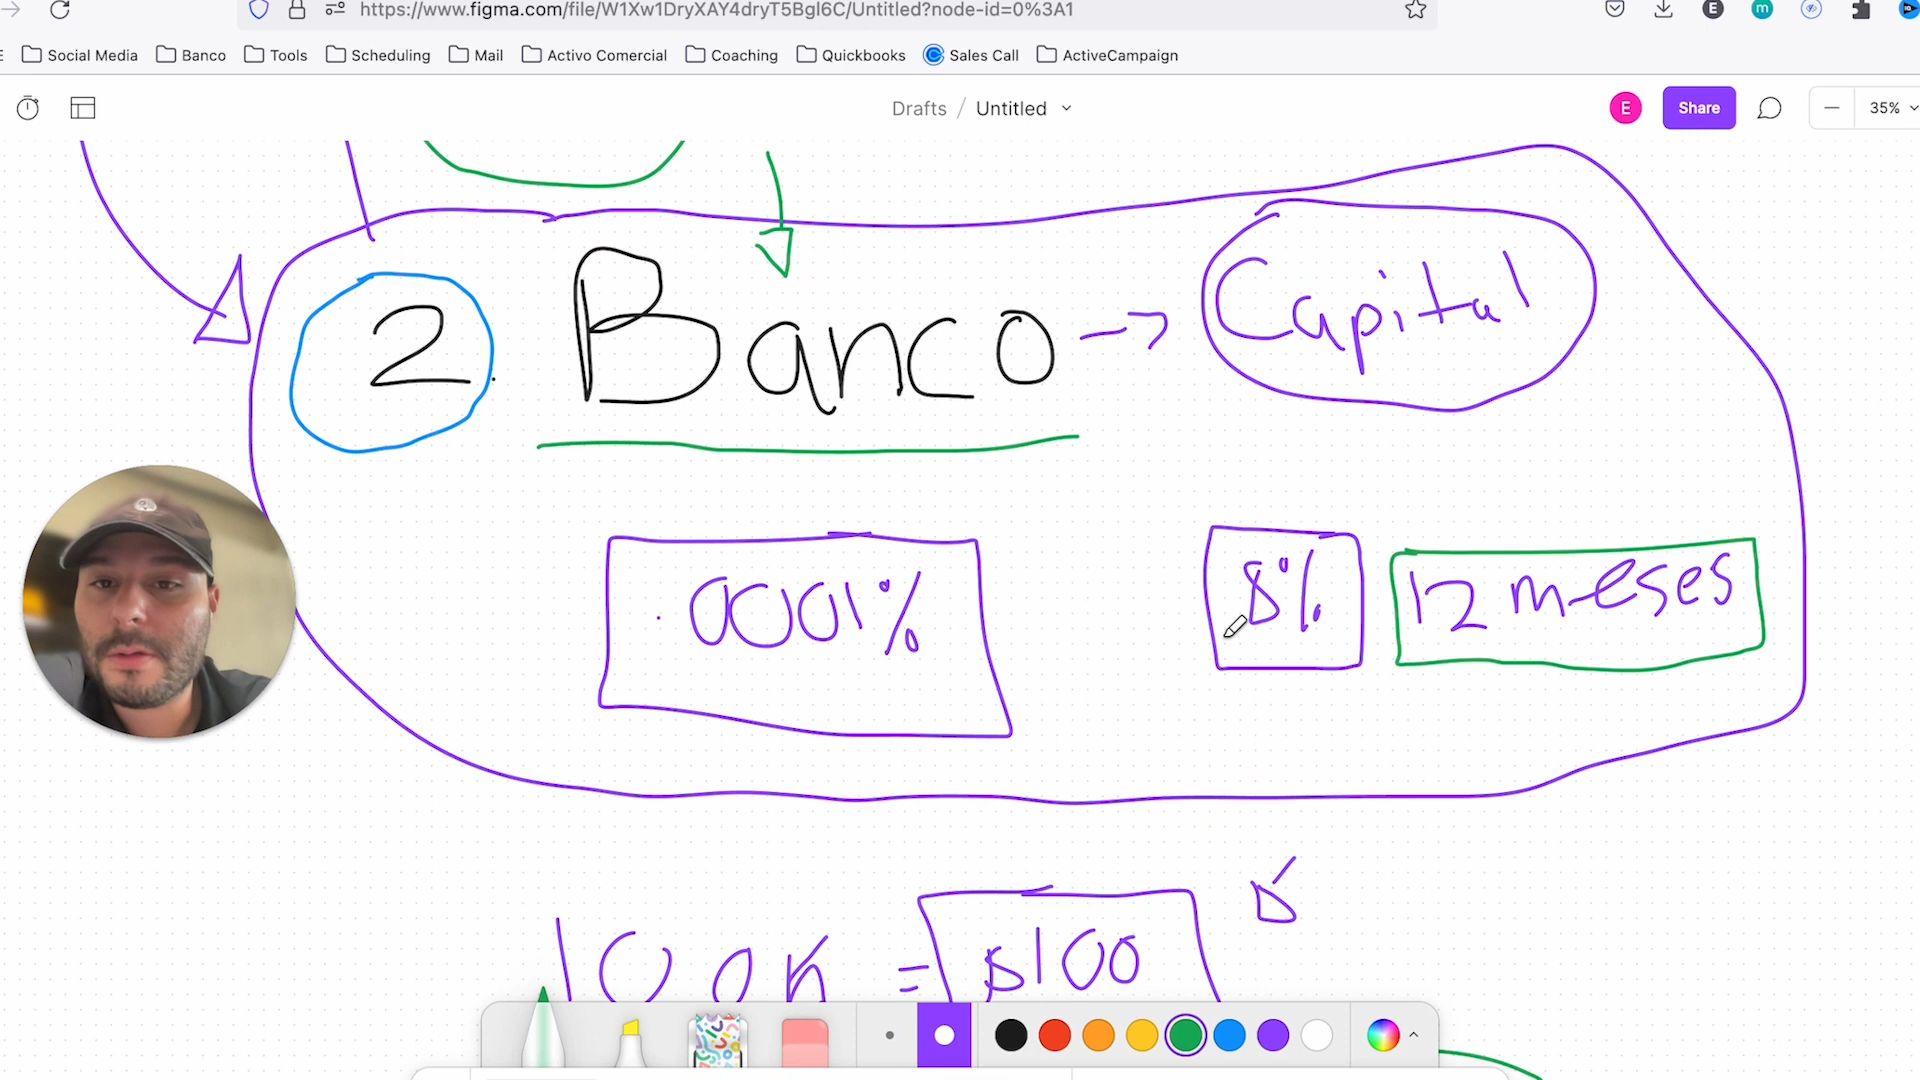 https://www.figma.com/file/W1Xw1DryXAY4dryT5Bgl6C/Untitled?node-id=0%3A1
E
m
Social Media
Banco
Tools
Scheduling
Mail
Activo Comercial
Coaching
Quickbooks
Sales Call
ActiveCampaign
Drafts / Untitled
E
Share
35%
2. Banco -> Capital
.0001%
8%
12 meses
100K = $100